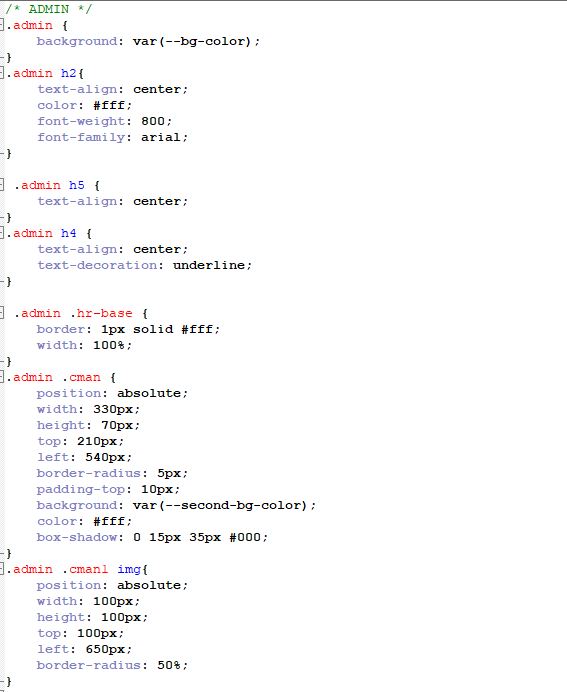 /* ADMIN */
.admin {
    background: var(--bg-color);
}
.admin h2{
    text-align: center;
    color: #fff;
    font-weight: 800;
    font-family: arial;
}

 .admin h5 {
    text-align: center;
}
.admin h4 {
    text-align: center;
    text-decoration: underline;
}

 .admin .hr-base {
    border: 1px solid #fff;
    width: 100%;
}
.admin .cman {
    position: absolute;
    width: 330px;
    height: 70px;
    top: 210px;
    left: 540px;
    border-radius: 5px;
    padding-top: 10px;
    background: var(--second-bg-color);
    color: #fff;
    box-shadow: 0 15px 35px #000;
}
.admin .cman1 img{
    position: absolute;
    width: 100px;
    height: 100px;
    top: 100px;
    left: 650px;
    border-radius: 50%;
}